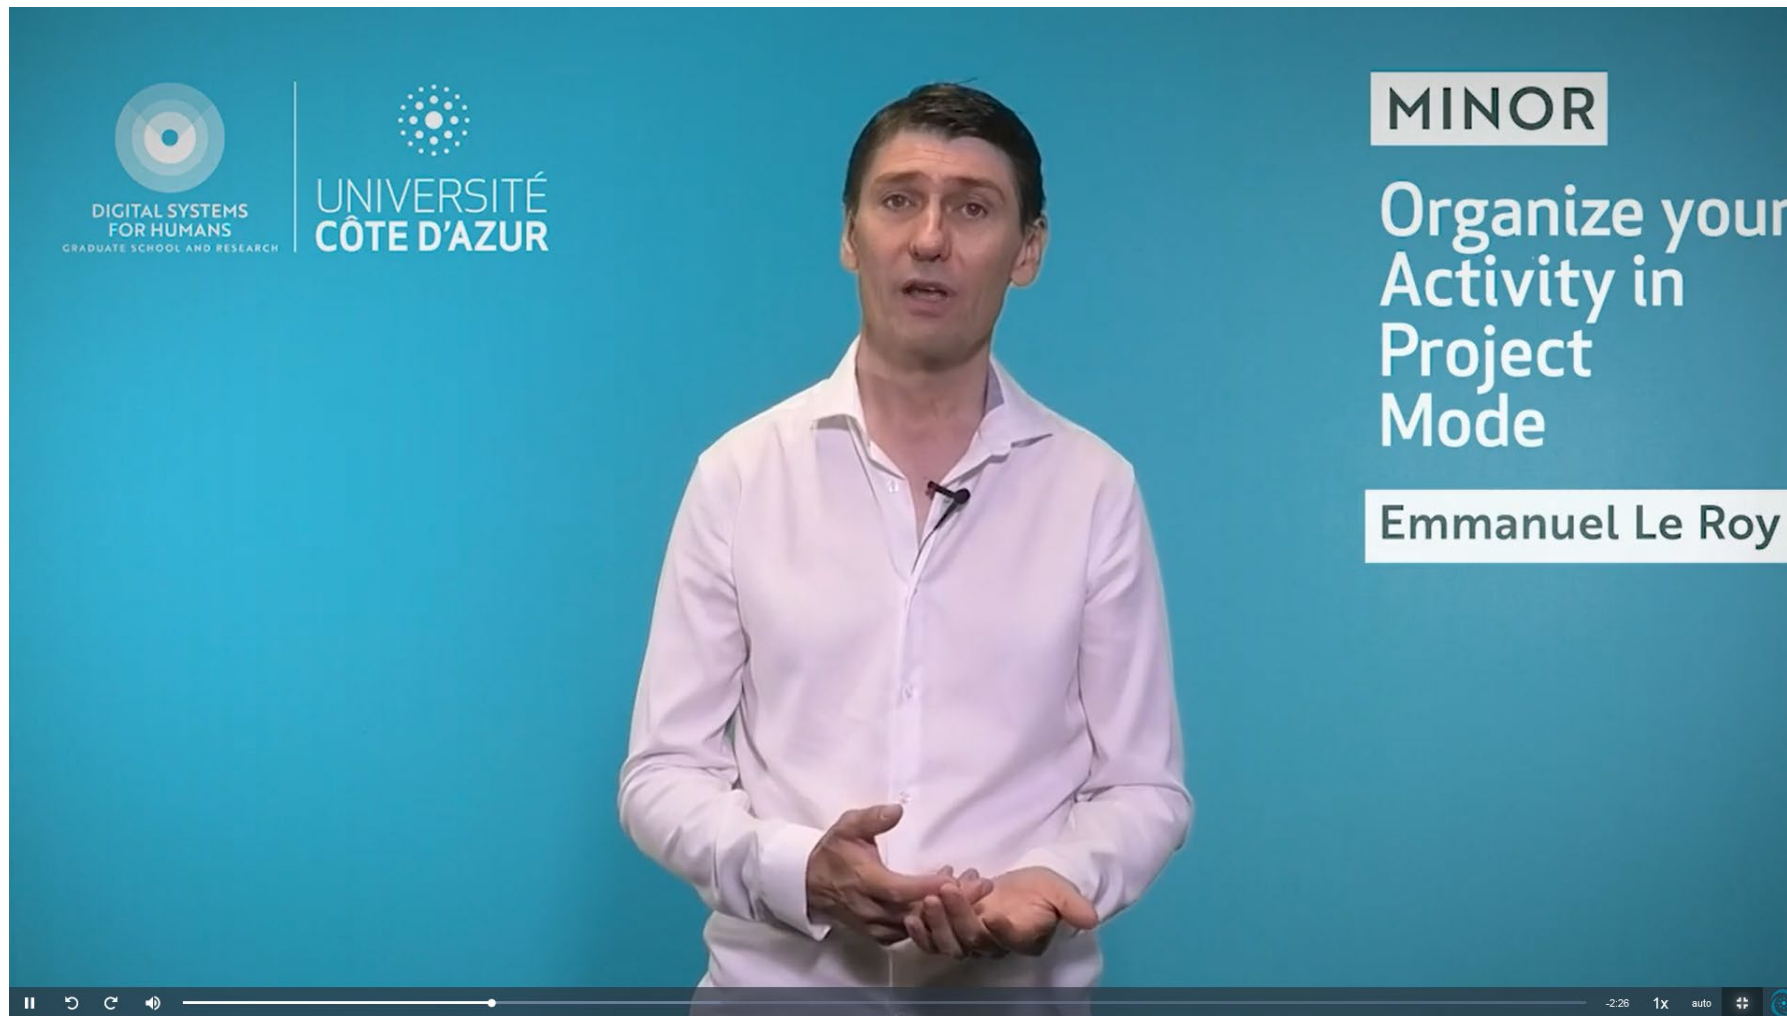 DIGITAL SYSTEMS
FOR HUMANS
GRADUATE SCHOOL AND RESEARCH
UNIVERSITÉ
CÔTE D'AZUR
MINOR
Organize your
Activity in
Project
Mode
Emmanuel Le Roy
-2:26
1x
auto